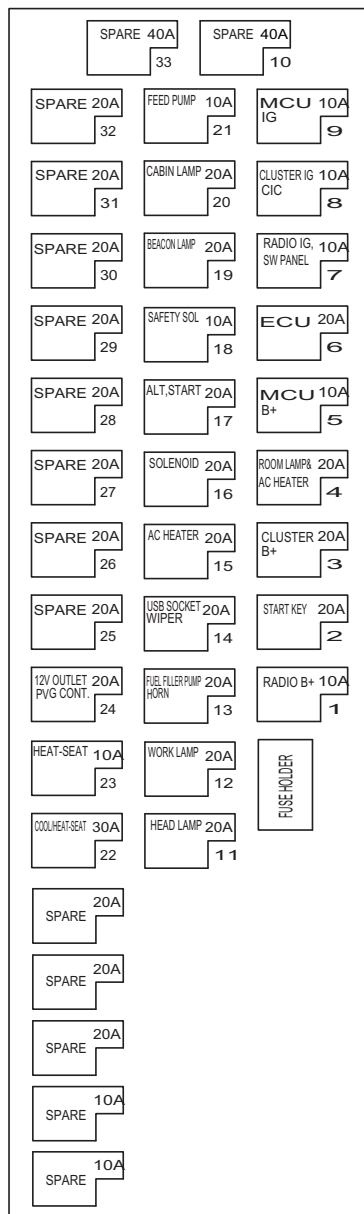 SPARE 40A
33
SPARE 40A
10
SPARE 20A
32
FEED PUMP 10A
21
MCU 10A
IG
9
SPARE 20A
31
CABIN LAMP 20A
20
CLUSTER IG 10A
CIC
8
SPARE 20A
30
BEACON LAMP 20A
19
RADIO IG, 10A
SW PANEL
7
SPARE 20A
29
SAFETY SOL 10A
18
ECU 20A
6
SPARE 20A
28
ALT,START 20A
17
MCU 10A
B+
5
SPARE 20A
27
SOLENOID 20A
16
ROOM LAMP& 20A
AC HEATER
4
SPARE 20A
26
AC HEATER 20A
15
CLUSTER 20A
B+
3
SPARE 20A
25
USB SOCKET 20A
WIPER
14
START KEY 20A
2
12V OUTLET 20A
PVG CONT.
24
FUEL FILLER PUMP 20A
HORN
13
RADIO B+ 10A
1
HEAT-SEAT 10A
23
WORK LAMP 20A
12
FUSE HOLDER
COOL/HEAT-SEAT 30A
22
HEAD LAMP 20A
11
20A
SPARE
20A
SPARE
20A
SPARE
10A
SPARE
10A
SPARE